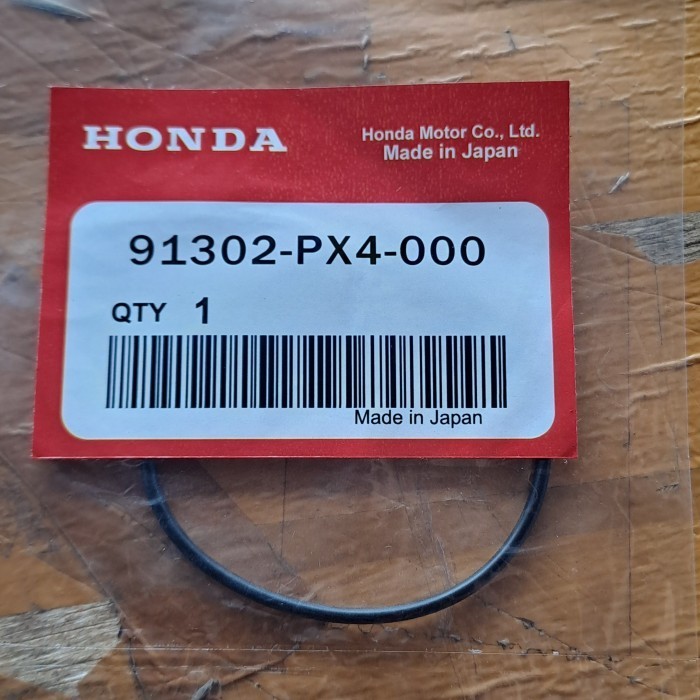 HONDA
Honda Motor Co., Ltd.
Made in Japan
91302-PX4-000
QTY 1
Made in Japan